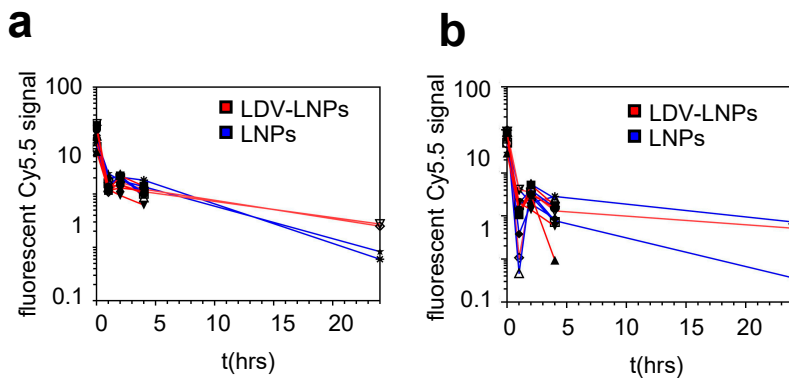 a
fluorescent Cy5.5 signal
100
10
1
0.1
LDV-LNPs
LNPs
0 5 10 15 20
t(hrs)
b
fluorescent Cy5.5 signal
100
10
1
0.1
LDV-LNPs
LNPs
0 5 10 15 20
t(hrs)